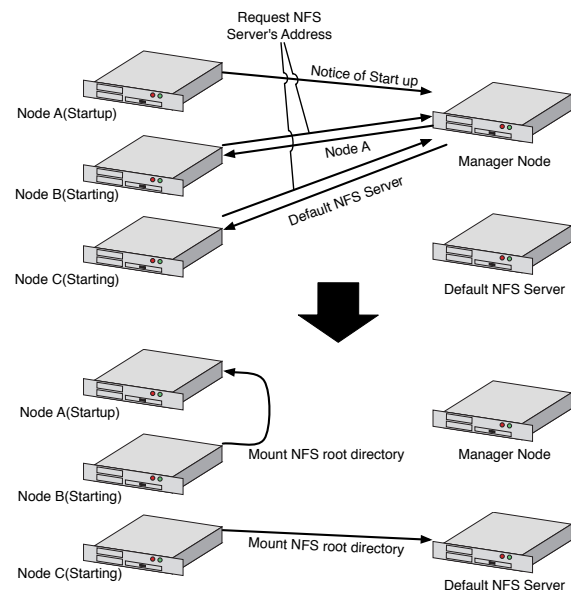 Request NFS
Server's Address
Notice of Start up
Node A(Startup)
Node A
Manager Node
Node B(Starting)
Default NFS Server
Node C(Starting)
Default NFS Server
Node A(Startup)
Mount NFS root directory
Manager Node
Node B(Starting)
Mount NFS root directory
Node C(Starting)
Default NFS Server